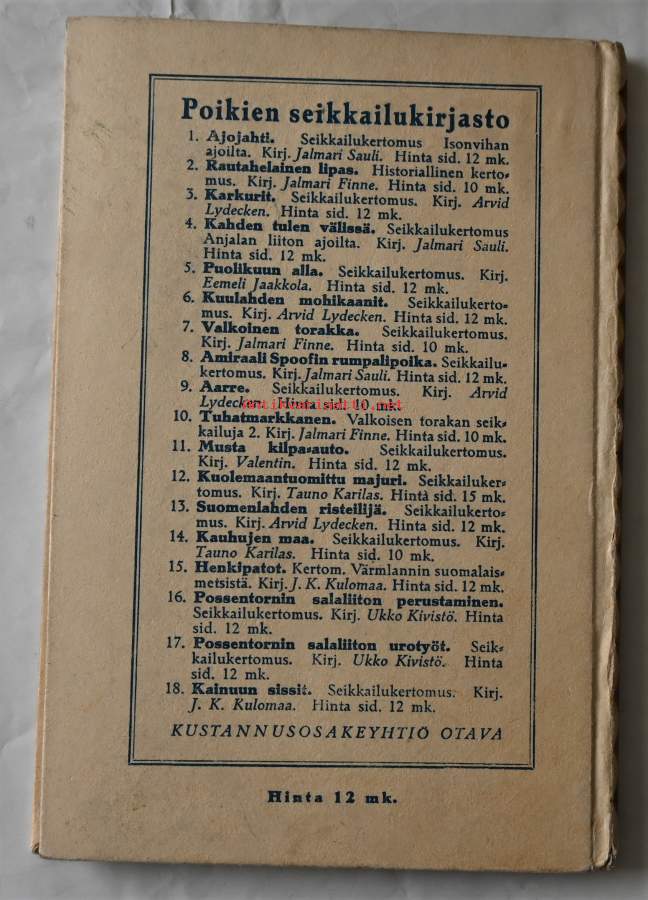 Poikien seikkailukirjasto
1. Ajojahti. Seikkailukertomus Isonvihan
ajoilta. Kirj. Jalmari Sauli. Hinta sid. 12 mk.
2. Rautahelainen lipas. Historiallinen kerto-
mus. Kirj. Jalmari Finne. Hinta sid. 10 mk.
3. Karkurit. Seikkailukertomus. Kirj. Arvid
Lydecken. Hinta sid. 12 mk.
4. Kahden tulen välissä. Seikkailukertomus
Anjalan liiton ajoilta. Kirj. Jalmari Sauli.
Hinta sid. 12 mk.
5. Puolikuun alla. Seikkailukertomus. Kirj.
Eemeli Jaakkola. Hinta sid. 12 mk.
6. Kuulahden mohikaanit. Seikkailukerto-
mus. Kirj. Arvid Lydecken. Hinta sid. 12 mk.
7. Valkoinen torakka. Seikkailukertomus.
Kirj. Jalmari Finne. Hinta sid. 10 mk.
8. Amiraali Spoofin rumpalipoika. Seikkailu-
kertomus. Kirj. Jalmari Sauli. Hinta sid. 12 mk.
9. Aarre. Seikkailukertomus. Kirj. Arvid
Lydecken. Hinta sid. 10 mk.
10. Tuhatmarkkanen. Valkoisen torakan seik-
kailuja 2. Kirj. Jalmari Finne. Hinta sid. 10 mk.
11. Musta kilpa-auto. Seikkailukertomus.
Kirj. Valentin. Hinta sid. 12 mk.
12. Kuolemaantuomittu majuri. Seikkailuker-
tomus. Kirj. Tauno Karilas. Hinta sid. 15 mk.
13. Suomenlahden risteilijä. Seikkailukerto-
mus. Kirj. Arvid Lydecken. Hinta sid. 12 mk.
14. Kauhujen maa. Seikkailukertomus. Kirj.
Tauno Karilas. Hinta sid. 10 mk.
15. Henkipatot. Kertom. Värmlannin suomalais-
metsistä. Kirj. J. K. Kulomaa. Hinta sid. 12 mk.
16. Possentornin salaliiton perustaminen.
Seikkailukertomus. Kirj. Ukko Kivistö. Hinta
sid. 12 mk.
17. Possentornin salaliiton urotyöt. Seik-
kailukertomus. Kirj. Ukko Kivistö. Hinta
sid. 12 mk.
18. Kainuun sissit. Seikkailukertomus. Kirj.
J. K. Kulomaa. Hinta sid. 12 mk.
KUSTANNUSOSAKEYHTIÖ OTAVA
Hinta 12 mk.